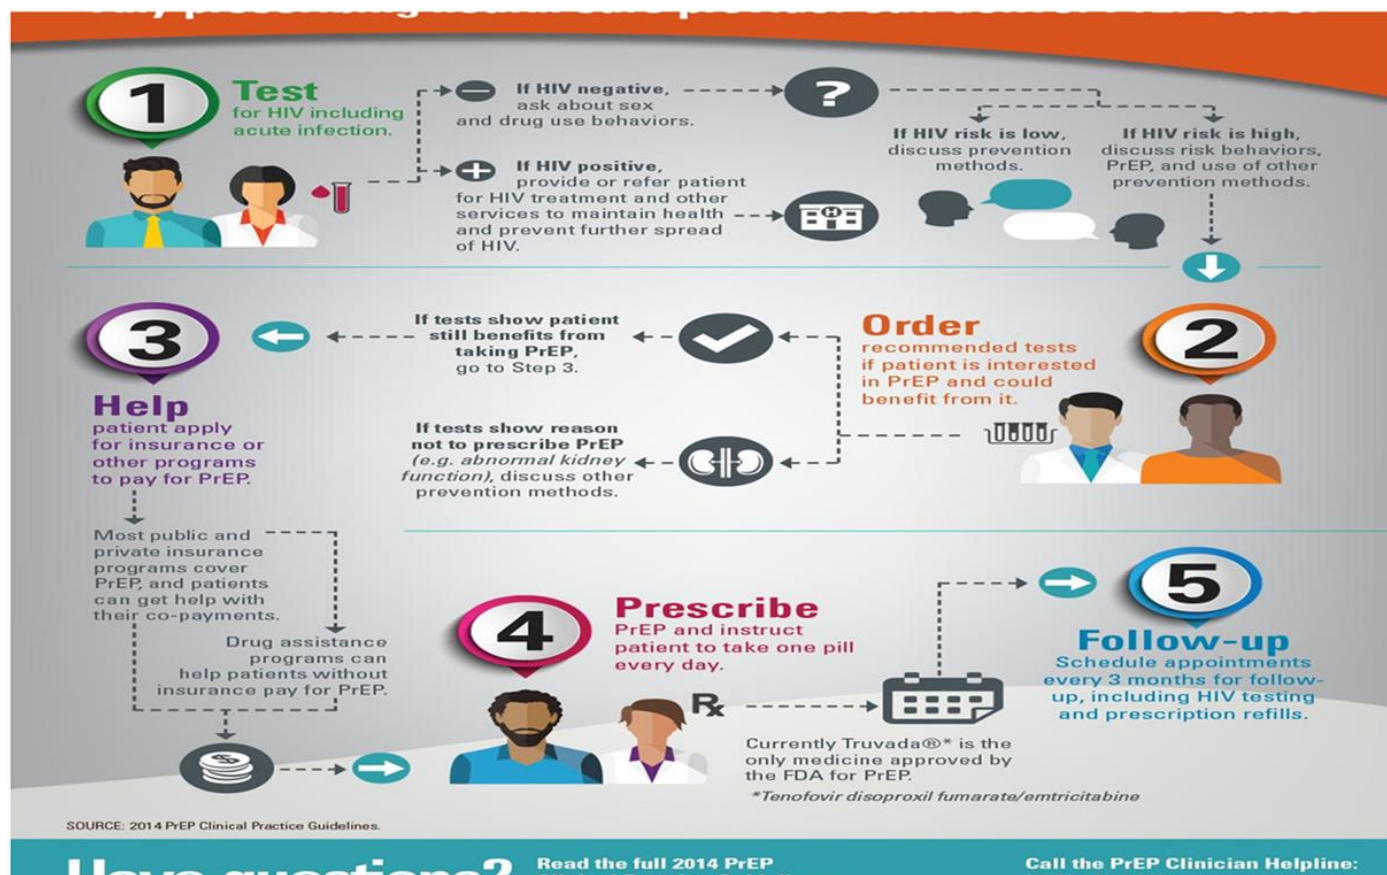 1
Test
for HIV including
acute infection.
If HIV negative,
ask about sex
and drug use behaviors.
If HIV positive,
provide or refer patient
for HIV treatment and other
services to maintain health
and prevent further spread
of HIV.
?
H
If HIV risk is low,
discuss prevention
methods.
If HIV risk is high,
discuss risk behaviors,
PrEP, and use of other
prevention methods.
2
Order
recommended tests
if patient is interested
in PrEP and could
benefit from it.
If tests show patient
still benefits from
taking PrEP,
go to Step 3.
If tests show reason
not to prescribe PrEP
(e.g. abnormal kidney
function), discuss other
prevention methods.
3
Help
patient apply
for insurance or
other programs
to pay for PrEP.
Most public and
private insurance
programs cover
PrEP, and patients
can get help with
their co-payments.
Drug assistance
programs can
help patients without
insurance pay for PrEP.
$
4
Prescribe
PrEP and instruct
patient to take one pill
every day.
Rx
Currently Truvada®* is the
only medicine approved by
the FDA for PrEP.
*Tenofovir disoproxil fumarate/emtricitabine
5
Follow-up
Schedule appointments
every 3 months for follow-
up, including HIV testing
and prescription refills.
SOURCE: 2014 PrEP Clinical Practice Guidelines.
Have questions?
Read the full 2014 PrEP
Call the PrEP Clinician Helpline: